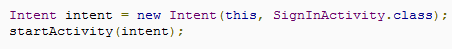 Intent intent = new Intent(this, SignInActivity.class);
startActivity(intent);